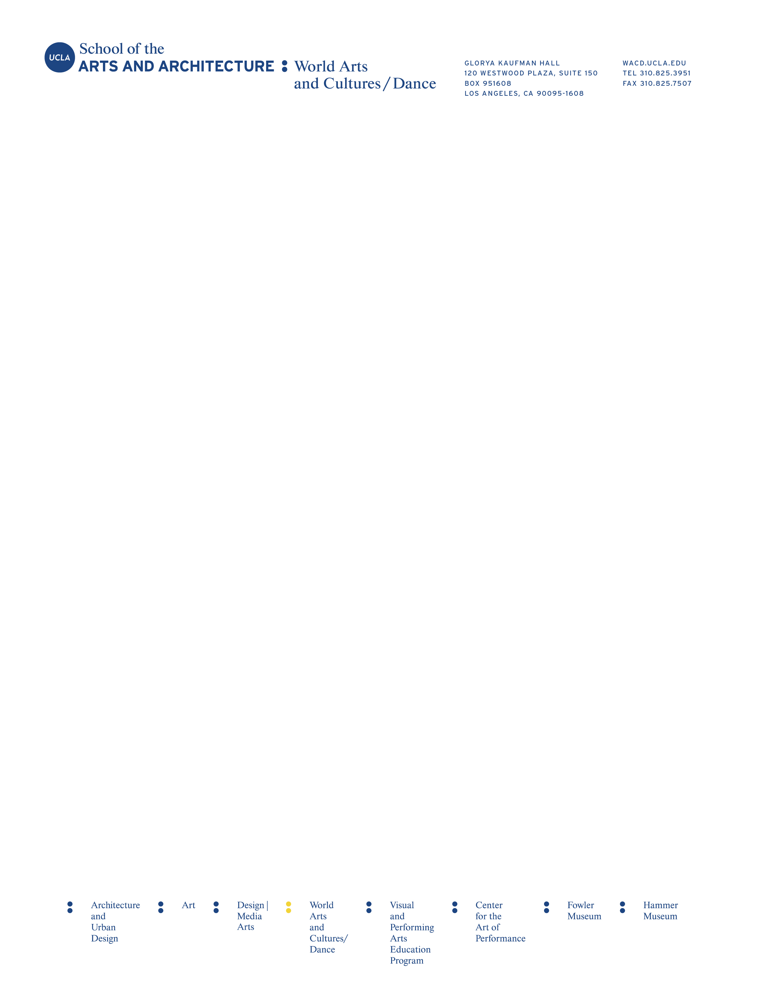 UCLA
School of the
ARTS AND ARCHITECTURE
World Arts
and Cultures/Dance
GLORYA KAUFMAN HALL
120 WESTWOOD PLAZA, SUITE 150
BOX 951608
LOS ANGELES, CA 90095-1608
WACD.UCLA.EDU
TEL 310.825.3951
FAX 310.825.7507
Architecture
and
Urban
Design
Art
Design|
Media
Arts
World
Arts
and
Cultures/
Dance
Visual
and
Performing
Arts
Education
Program
Center
for the
Art of
Performance
Fowler
Museum
Hammer
Museum